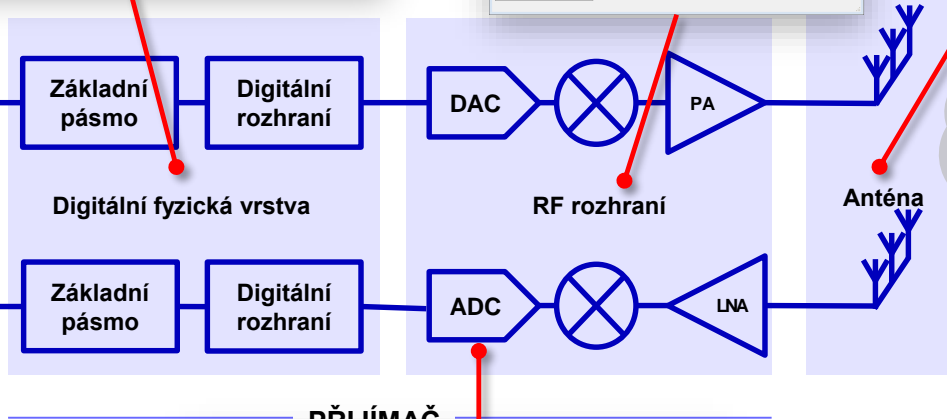 Základní
pásmo
Digitální
rozhraní
DAC
PA
Digitální fyzická vrstva
RF rozhraní
Anténa
Základní
pásmo
Digitální
rozhraní
ADC
LNA
PŘIJÍMAČ